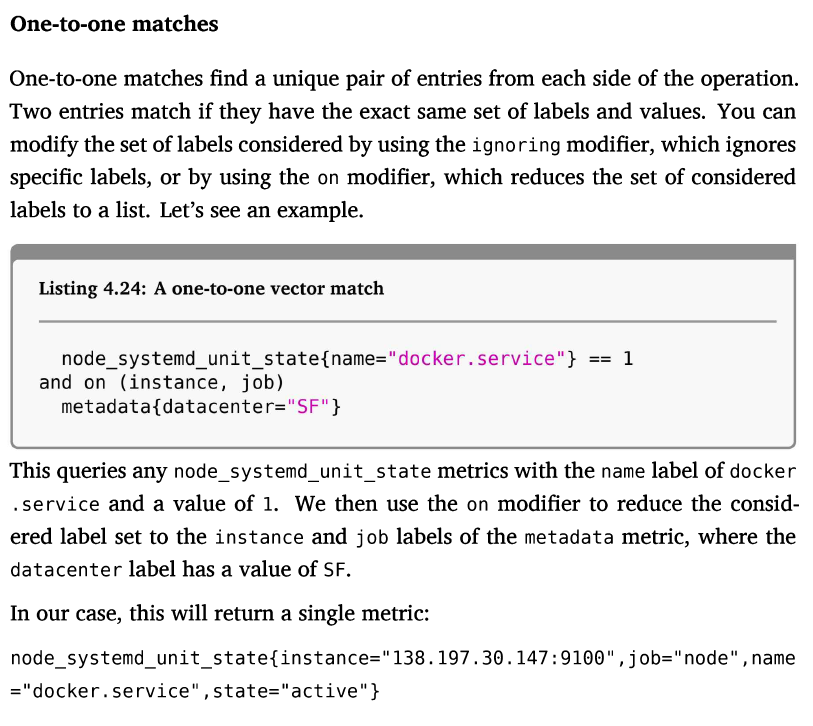 One-to-one matches
One-to-one matches find a unique pair of entries from each side of the operation.
Two entries match if they have the exact same set of labels and values. You can
modify the set of labels considered by using the ignoring modifier, which ignores
specific labels, or by using the on modifier, which reduces the set of considered
labels to a list. Let’s see an example.
Listing 4.24: A one-to-one vector match
node_systemd_unit_state{name="docker.service"} == 1
and on (instance, job)
metadata{datacenter="SF"}
This queries any node_systemd_unit_state metrics with the name label of docker
.service and a value of 1. We then use the on modifier to reduce the consid-
ered label set to the instance and job labels of the metadata metric, where the
datacenter label has a value of SF.
In our case, this will return a single metric:
node_systemd_unit_state{instance="138.197.30.147:9100",job="node",name
="docker.service",state="active"}